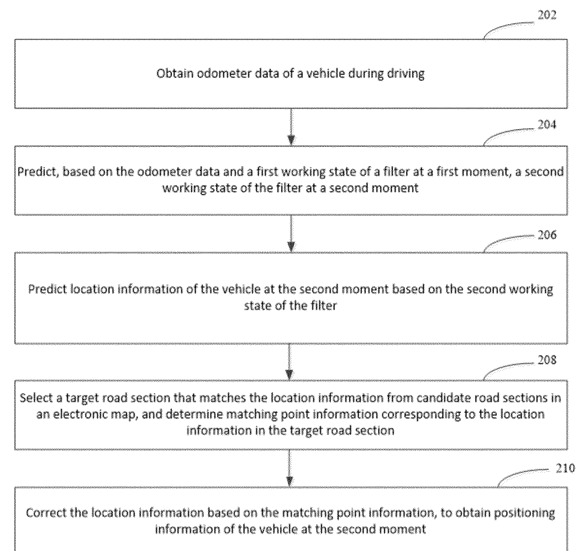 202
Obtain odometer data of a vehicle during driving
204
Predict, based on the odometer data and a first working state of a filter at a first moment, a second
working state of the filter at a second moment
206
Predict location information of the vehicle at the second moment based on the second working
state of the filter
208
Select a target road section that matches the location information from candidate road sections in
an electronic map, and determine matching point information corresponding to the location
information in the target road section
210
Correct the location information based on the matching point information, to obtain positioning
information of the vehicle at the second moment